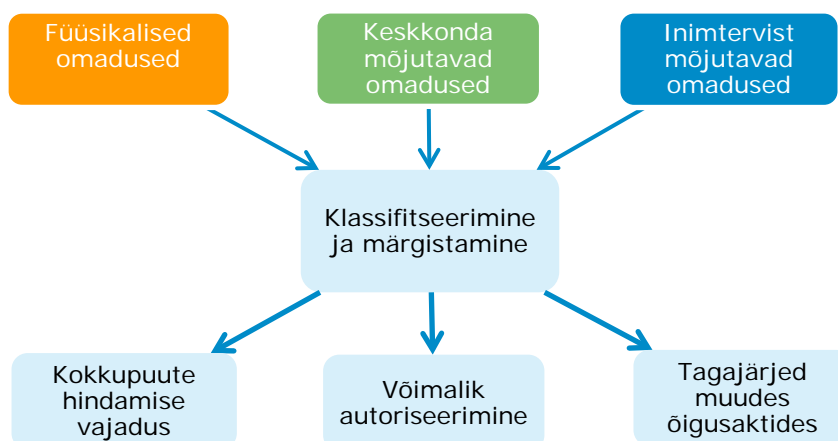 Füüsikalised
omadused
Keskkonda
mõjutavad
omadused
Inimtervist
mõjutavad
omadused
Klassifitseerimine
ja märgistamine
Kokkupuute
hindamise
vajadus
Võimalik
autoriseerimine
Tagajärjed
muudes
õigusaktides